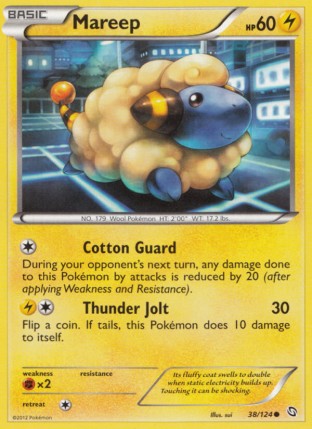 BASIC
Mareep
HP60
NO. 179 Wool Pokémon HT: 2'00" WT: 17.2 lbs.
Cotton Guard
During your opponent's next turn, any damage done
to this Pokémon by attacks is reduced by 20 (after
applying Weakness and Resistance).
Thunder Jolt 30
Flip a coin. If tails, this Pokémon does 10 damage
to itself.
weakness resistance
×2
retreat
Its fluffy coat swells to double
when static electricity builds up.
Touching it can be shocking.
©2012 Pokémon
Illus. sui 38/124